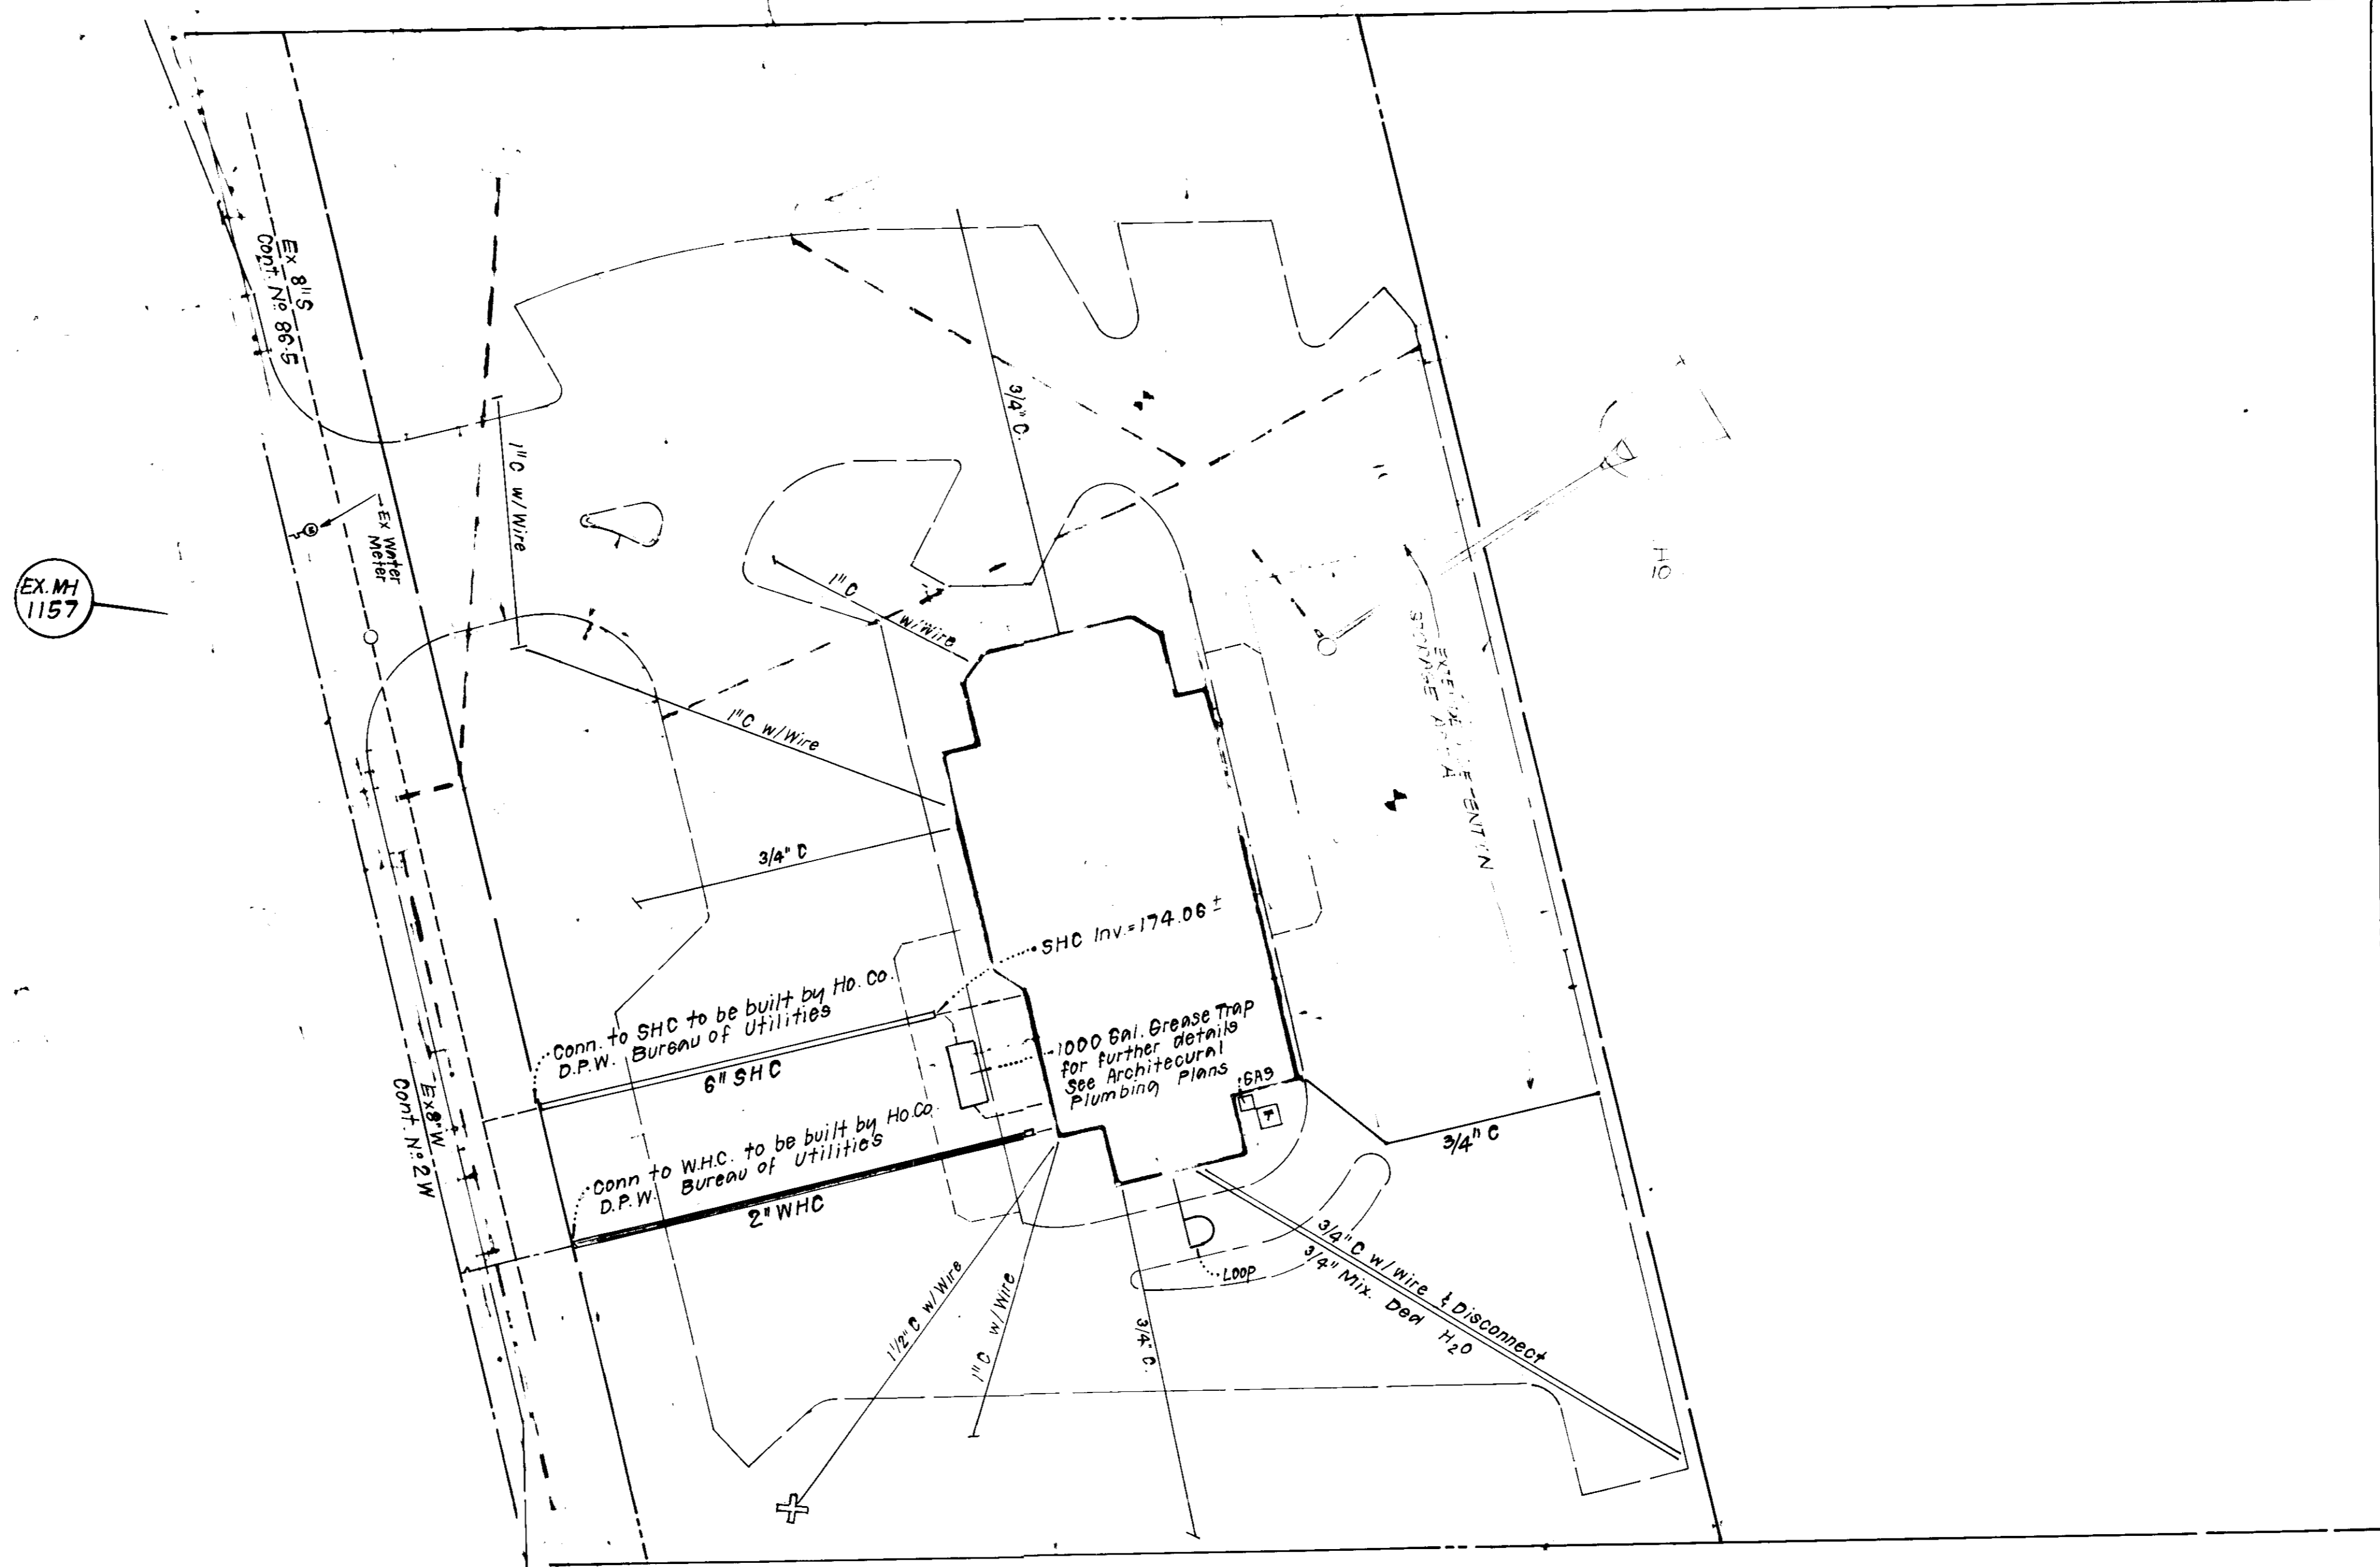 Ex 8"S
Cont. No. 86-5
3/4" C.
1" C w/Wire
Ex Water
Meter
EX. MH
1157
1" C w/Wire
1" C w/Wire
3/4" C
SHC Inv.=174.06±
Conn. to SHC to be built by Ho. Co.
D.P.W. Bureau of Utilities
6" SHC
1000 Gal. Grease Trap
for further details
See Architecural
Plumbing Plans
GAS
T
3/4" C
Ex 8" W
Cont. No. 2 W
Conn to W.H.C. to be built by Ho.Co.
D.P.W. Bureau of Utilities
2" WHC
LOOP
1 1/2" C w/Wire
1" C w/Wire
3/4" C.
3/4" C w/Wire & Disconnect
3/4" Mix. Ded H2O